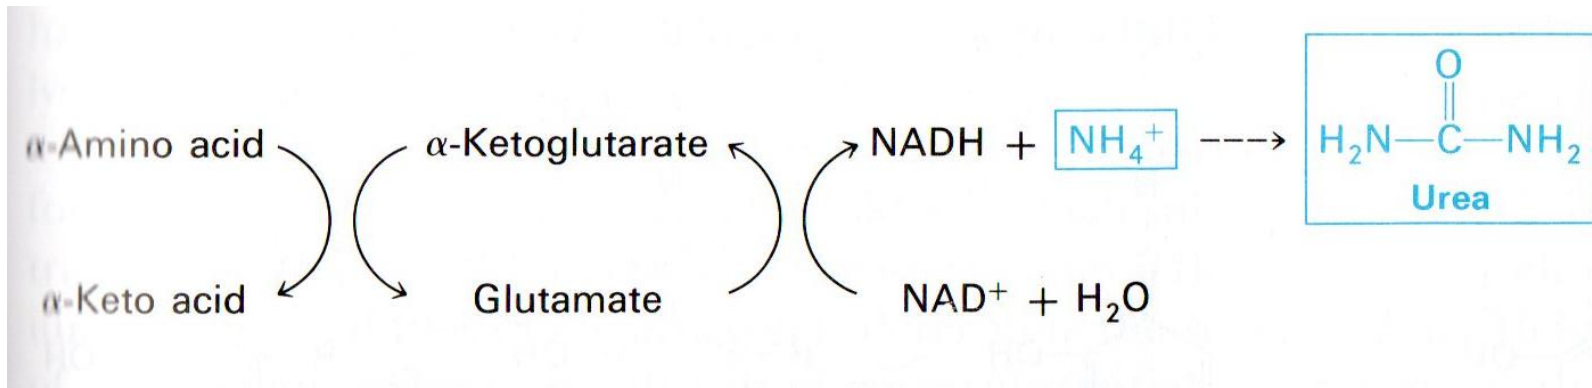 O
α-Amino acid α-Ketoglutarate NADH + NH₄⁺ H₂N—C—NH₂
Urea
α-Keto acid Glutamate NAD⁺ + H₂O